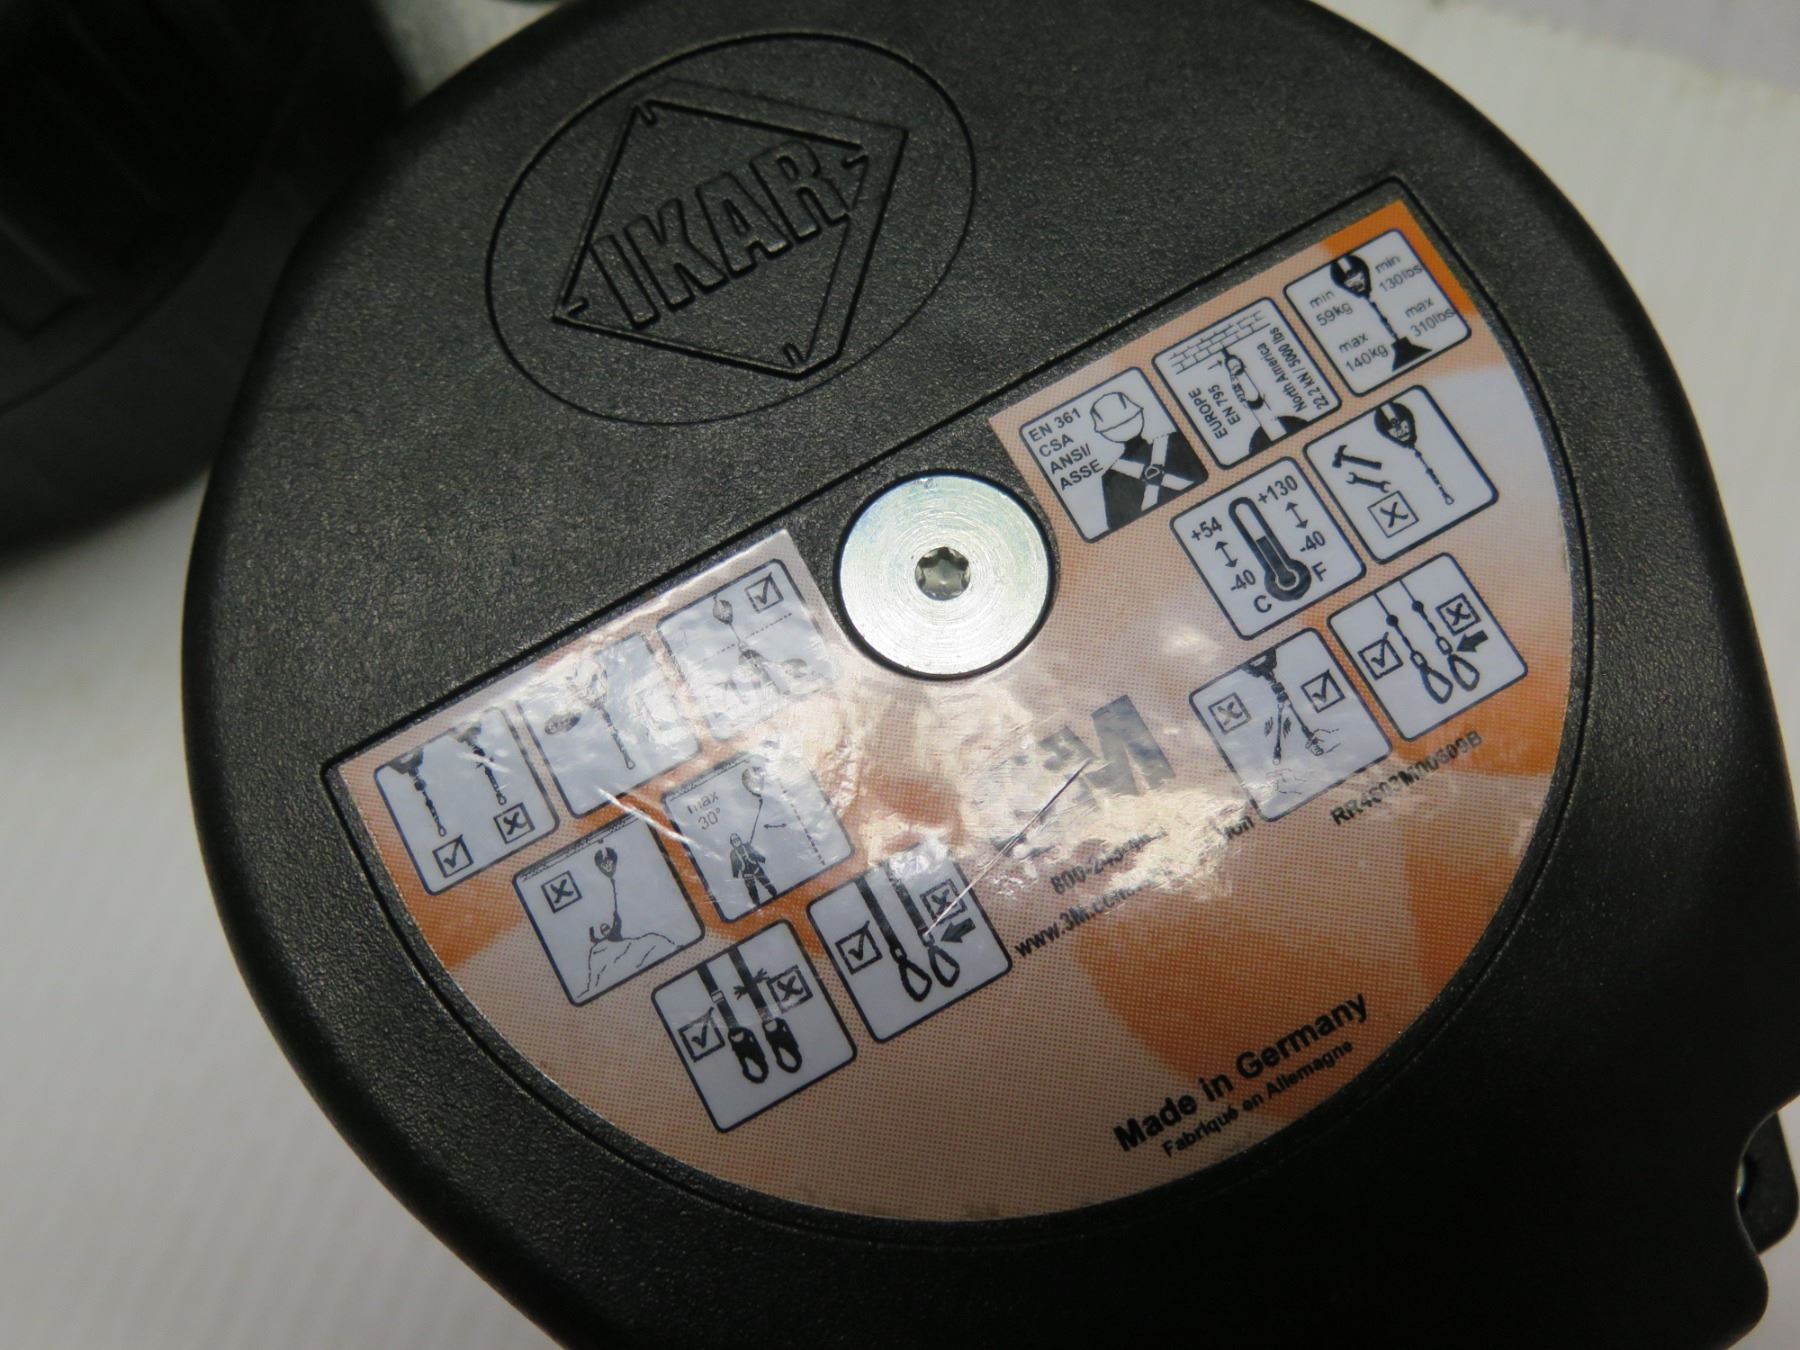 IKAR
min
59kg
max
140kg
min
130lbs
max
310lbs
EUROPE
EN 795
North America
22.2 kN / 5000 lbs
EN 361
CSA
ANSI/
ASSE
+54
-40
C
+130
-40
F
max
30°
3M
www.3M.com
Made in Germany
Fabriqué en Allemagne